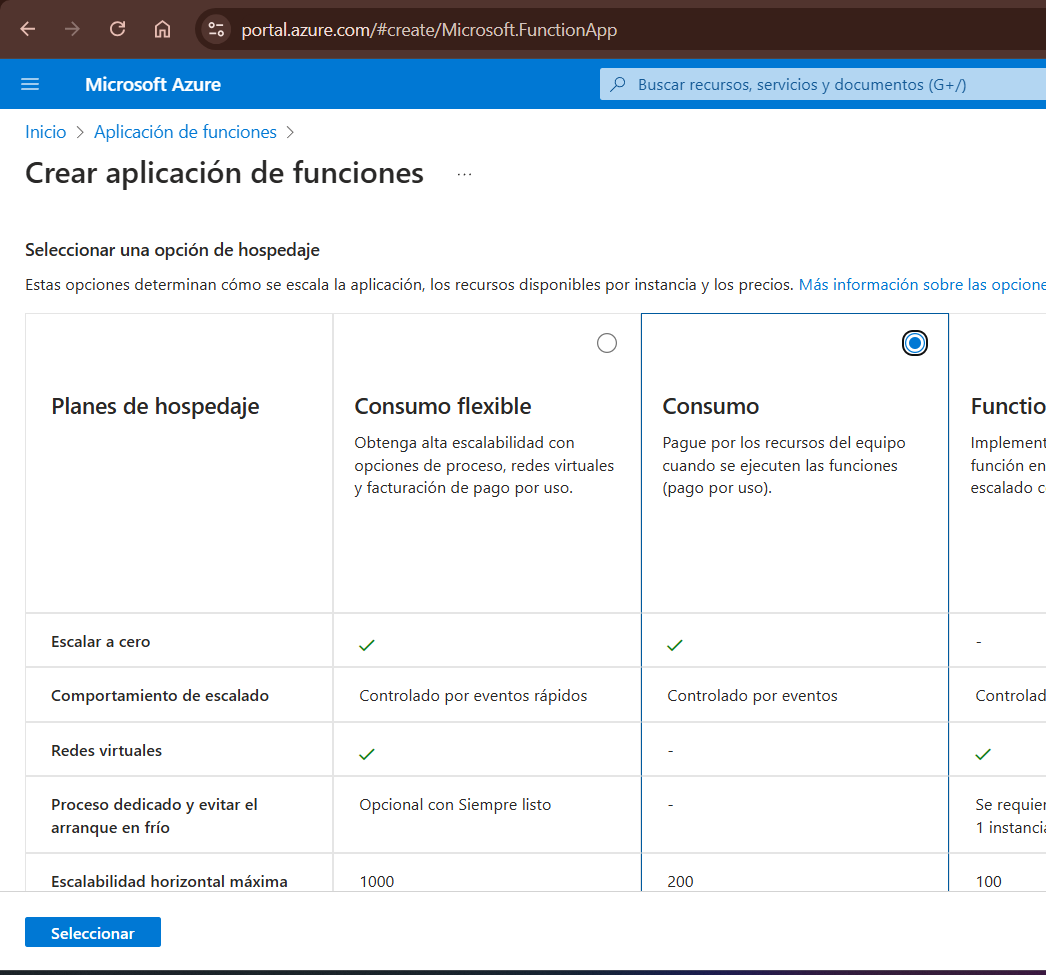 portal.azure.com/#create/Microsoft.FunctionApp
Microsoft Azure
Buscar recursos, servicios y documentos (G+/)
Inicio > Aplicación de funciones >
Crear aplicación de funciones ...
Seleccionar una opción de hospedaje
Estas opciones determinan cómo se escala la aplicación, los recursos disponibles por instancia y los precios. Más información sobre las opcione
Planes de hospedaje
Consumo flexible
Obtenga alta escalabilidad con
opciones de proceso, redes virtuales
y facturación de pago por uso.
Consumo
Pague por los recursos del equipo
cuando se ejecuten las funciones
(pago por uso).
Functio
Implement
función en
escalado c
Escalar a cero
-
Comportamiento de escalado
Controlado por eventos rápidos
Controlado por eventos
Controlad
Redes virtuales
-
Proceso dedicado y evitar el
arranque en frío
Opcional con Siempre listo
-
Se requier
1 instancia
Escalabilidad horizontal máxima
1000
200
100
Seleccionar